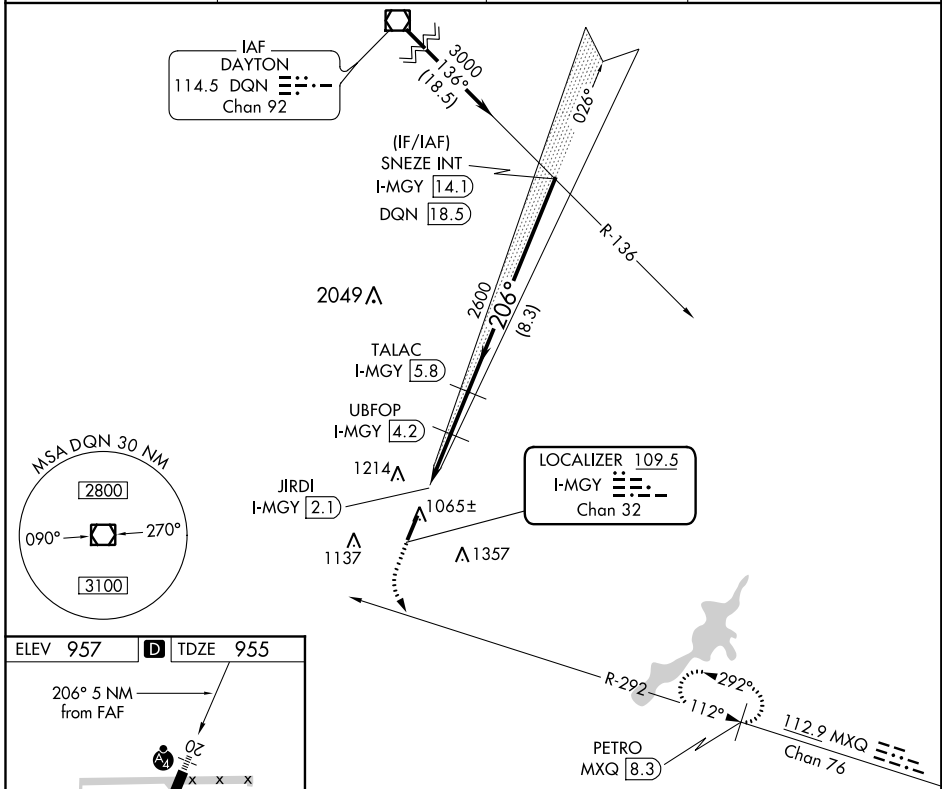 IAF
DAYTON
114.5 DQN
Chan 92
3000
136°
(18.5)
026°
(IF/IAF)
SNEZE INT
I-MGY 14.1
DQN 18.5
R-136
2049
2600
206°
(8.3)
TALAC
I-MGY 5.8
UBFOP
I-MGY 4.2
MSA DQN 30 NM
2800
090°
270°
3100
1214
JIRDI
I-MGY 2.1
1065±
1137
1357
LOCALIZER 109.5
I-MGY
Chan 32
R-292
292°
112°
PETRO
MXQ 8.3
112.9 MXQ
Chan 76
ELEV 957 D TDZE 955
206° 5 NM
from FAF
20
A4
X X X